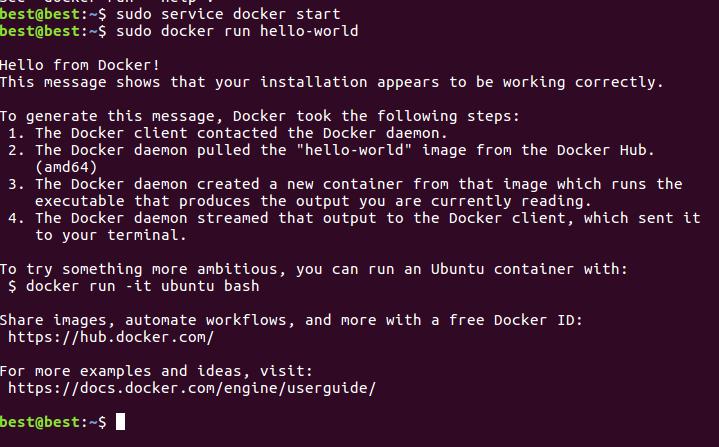 best@best:~$ sudo service docker start
best@best:~$ sudo docker run hello-world
Hello from Docker!
This message shows that your installation appears to be working correctly.
To generate this message, Docker took the following steps:
1. The Docker client contacted the Docker daemon.
2. The Docker daemon pulled the "hello-world" image from the Docker Hub.
(amd64)
3. The Docker daemon created a new container from that image which runs the
executable that produces the output you are currently reading.
4. The Docker daemon streamed that output to the Docker client, which sent it
to your terminal.
To try something more ambitious, you can run an Ubuntu container with:
$ docker run -it ubuntu bash
Share images, automate workflows, and more with a free Docker ID:
https://hub.docker.com/
For more examples and ideas, visit:
https://docs.docker.com/engine/userguide/
best@best:~$